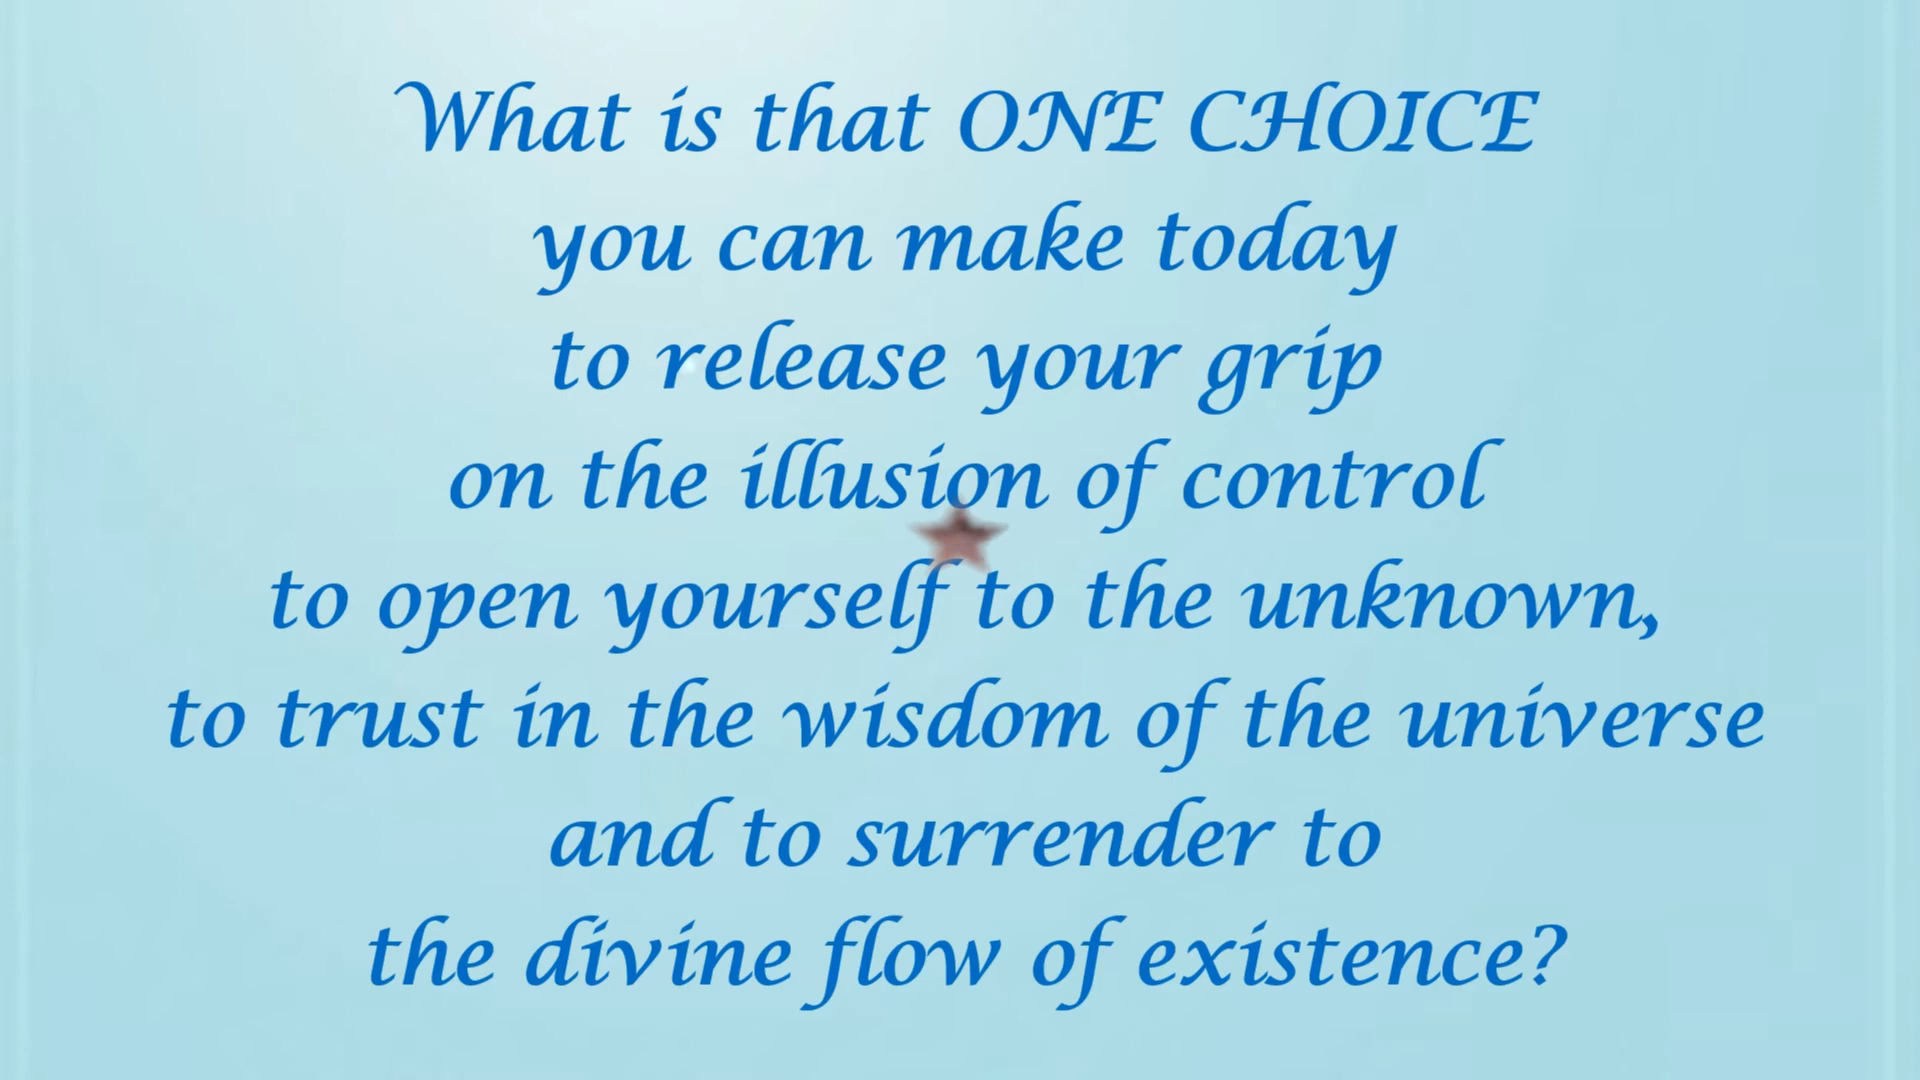 What is that ONE CHOICE
you can make today
to release your grip
on the illusion of control
to open yourself to the unknown,
to trust in the wisdom of the universe
and to surrender to
the divine flow of existence?